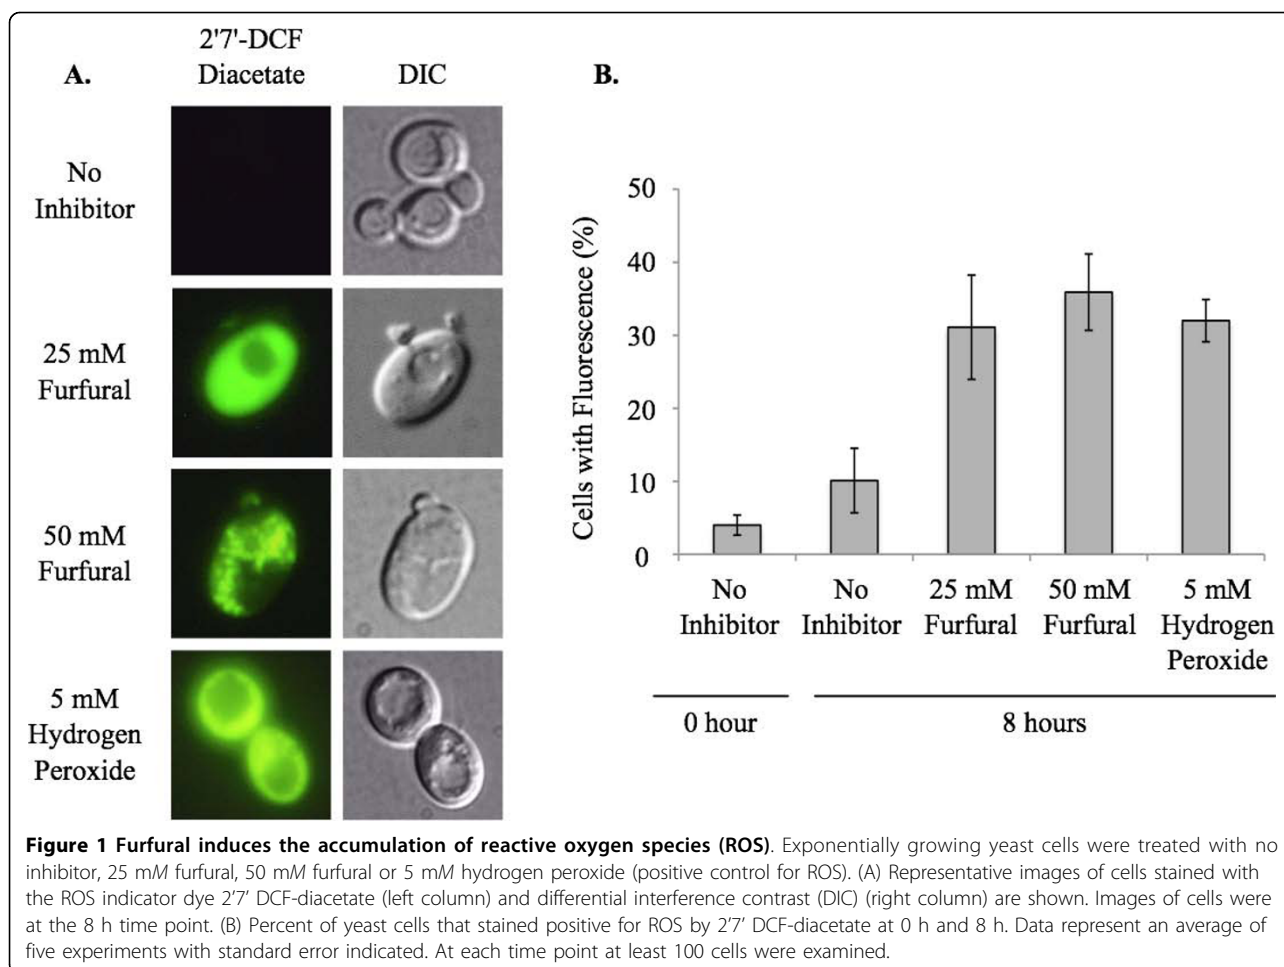 A.
2'7'-DCF
Diacetate
DIC
No
Inhibitor
25 mM
Furfural
50 mM
Furfural
5 mM
Hydrogen
Peroxide
B.
Cells with Fluorescence (%)
50
40
30
20
10
0
No
Inhibitor
No
Inhibitor
25 mM
Furfural
50 mM
Furfural
5 mM
Hydrogen
Peroxide
0 hour
8 hours
Figure 1 Furfural induces the accumulation of reactive oxygen species (ROS). Exponentially growing yeast cells were treated with no
inhibitor, 25 mM furfural, 50 mM furfural or 5 mM hydrogen peroxide (positive control for ROS). (A) Representative images of cells stained with
the ROS indicator dye 2'7' DCF-diacetate (left column) and differential interference contrast (DIC) (right column) are shown. Images of cells were
at the 8 h time point. (B) Percent of yeast cells that stained positive for ROS by 2'7' DCF-diacetate at 0 h and 8 h. Data represent an average of
five experiments with standard error indicated. At each time point at least 100 cells were examined.